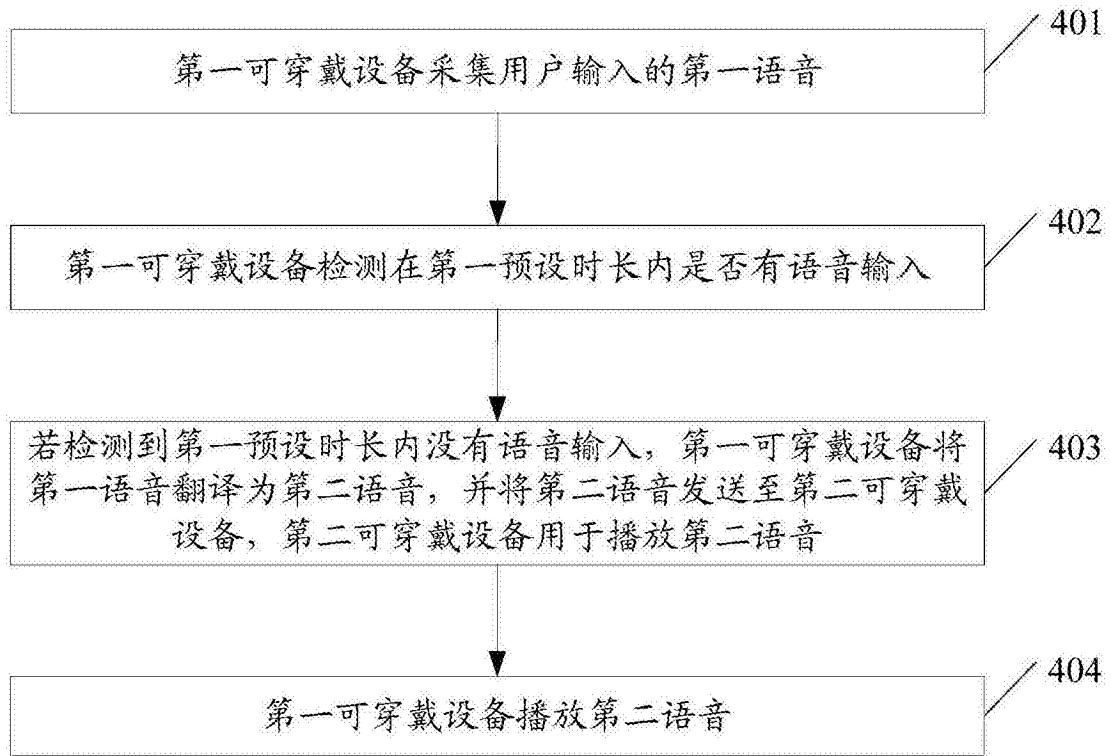 401
第一可穿戴设备采集用户输入的第一语音
402
第一可穿戴设备检测在第一预设时长内是否有语音输入
403
若检测到第一预设时长内没有语音输入，第一可穿戴设备将
第一语音翻译为第二语音，并将第二语音发送至第二可穿戴
设备，第二可穿戴设备用于播放第二语音
404
第一可穿戴设备播放第二语音